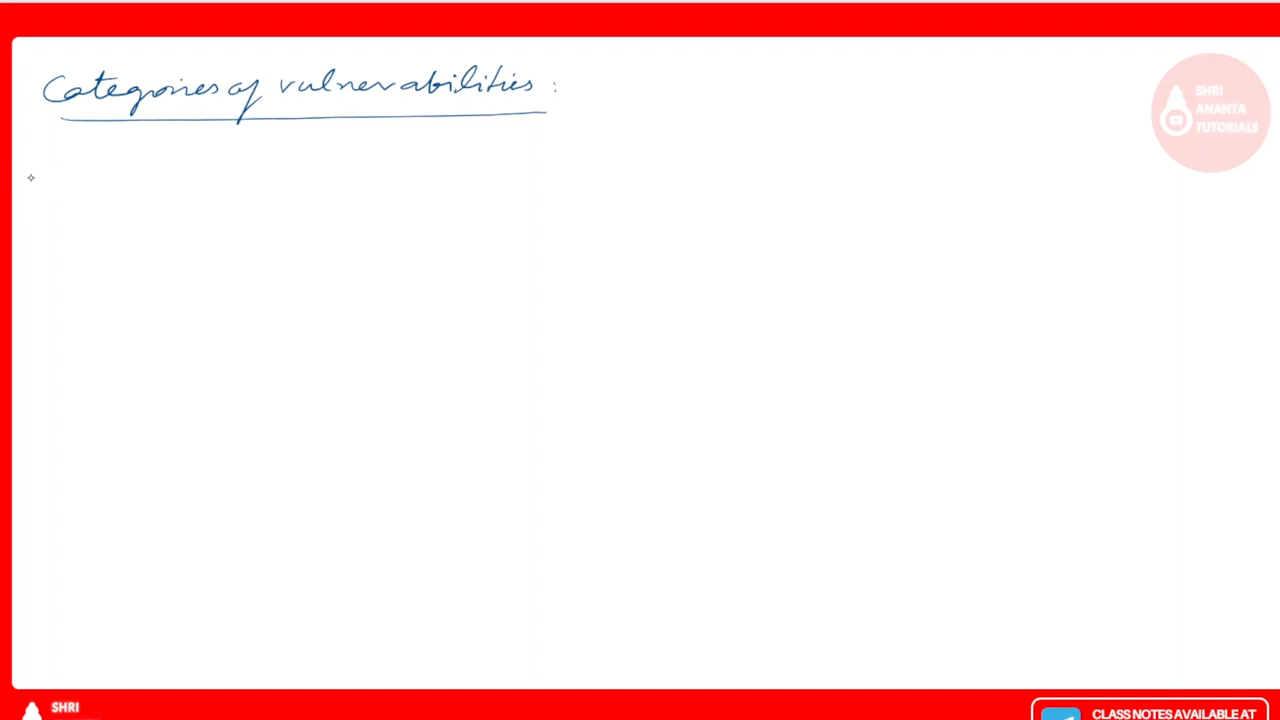 Categories of vulnerabilities :
SHRI
ANANTA
TUTORIALS
SHRI
CLASS NOTES AVAILABLE AT